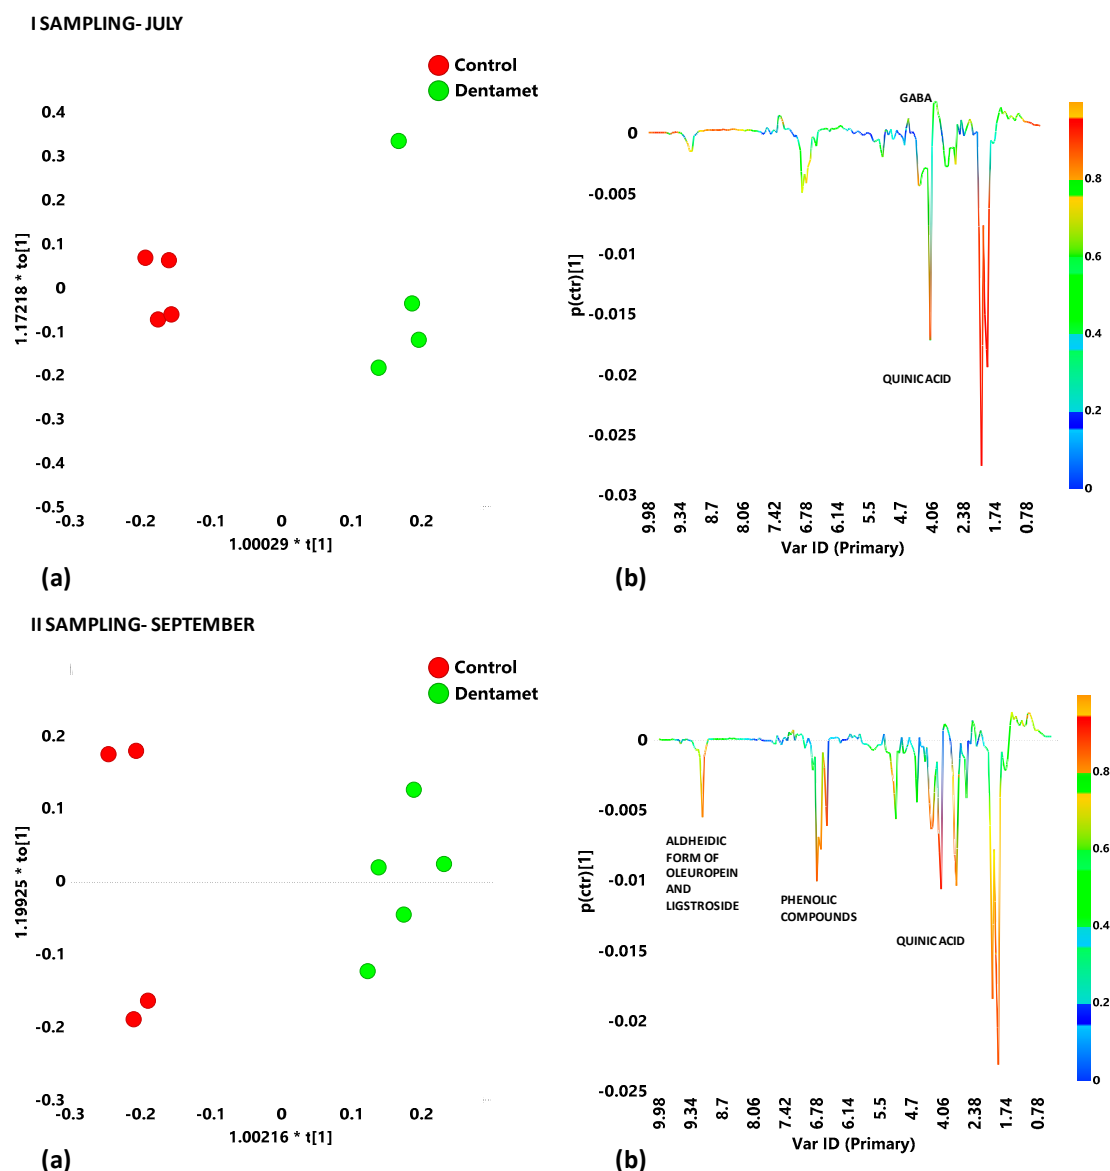 I SAMPLING- JULY
Control
Dentamet
0.4
0.3
0.2
0.1
0
-0.1
-0.2
-0.3
-0.4
-0.5
1.17218 * to[1]
-0.3
-0.2
-0.1
0
0.1
0.2
1.00029 * t[1]
(a)
GABA
QUINIC ACID
0
-0.005
-0.01
-0.015
-0.02
-0.025
-0.03
p(ctr)[1]
9.98
9.34
8.7
8.06
7.42
6.78
6.14
5.5
4.7
4.06
2.38
1.74
0.78
Var ID (Primary)
0.8
0.6
0.4
0.2
0
(b)
II SAMPLING- SEPTEMBER
Control
Dentamet
0.2
0.1
0
-0.1
-0.2
-0.3
1.19925 * to[1]
-0.3
-0.2
-0.1
0
0.1
0.2
1.00216 * t[1]
(a)
ALDHEIDIC
FORM OF
OLEUROPEIN
AND
LIGSTROSIDE
PHENOLIC
COMPOUNDS
QUINIC ACID
0
-0.005
-0.01
-0.015
-0.02
-0.025
p(ctr)[1]
9.98
9.34
8.7
8.06
7.42
6.78
6.14
5.5
4.7
4.06
2.38
1.74
0.78
Var ID (Primary)
0.8
0.6
0.4
0.2
0
(b)